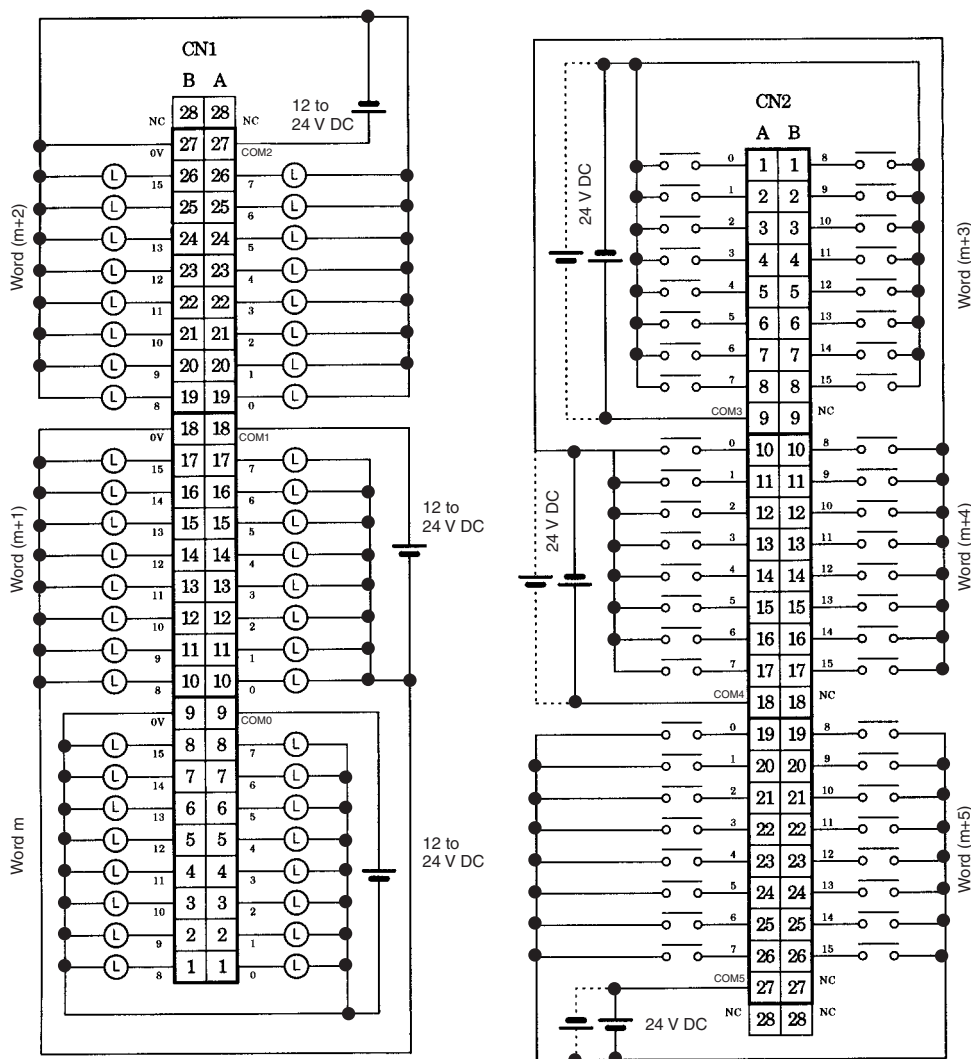 CN1
B A
NC 28 28 NC
12 to
24 V DC
0V 27 27 COM2
Word (m+2)
L 15 26 26 7 L
L 25 25 6 L
L 13 24 24 5 L
L 12 23 23 4 L
L 11 22 22 3 L
L 10 21 21 2 L
L 9 20 20 1 L
L 8 19 19 0 L
0V 18 18 COM1
Word (m+1)
L 15 17 17 7 L
L 14 16 16 6 L
L 13 15 15 5 L
L 12 14 14 4 L
L 11 13 13 3 L
L 10 12 12 2 L
L 9 11 11 1 L
L 8 10 10 0 L
12 to
24 V DC
0V 9 9 COM0
Word m
L 15 8 8 7 L
L 14 7 7 6 L
L 13 6 6 5 L
L 12 5 5 4 L
L 11 4 4 3 L
L 10 3 3 2 L
L 9 2 2 1 L
L 8 1 1 0 L
12 to
24 V DC
CN2
A B
24 V DC
0 1 1 8
1 2 2 9
2 3 3 10
3 4 4 11
4 5 5 12
5 6 6 13
6 7 7 14
7 8 8 15
Word (m+3)
COM3 9 9 NC
24 V DC
0 10 10 8
1 11 11 9
2 12 12 10
3 13 13 11
4 14 14 12
5 15 15 13
6 16 16 14
7 17 17 15
Word (m+4)
COM4 18 18 NC
0 19 19 8
1 20 20 9
2 21 21 10
3 22 22 11
4 23 23 12
5 24 24 13
6 25 25 14
7 26 26 15
Word (m+5)
COM5 27 27 NC
24 V DC
NC 28 28 NC